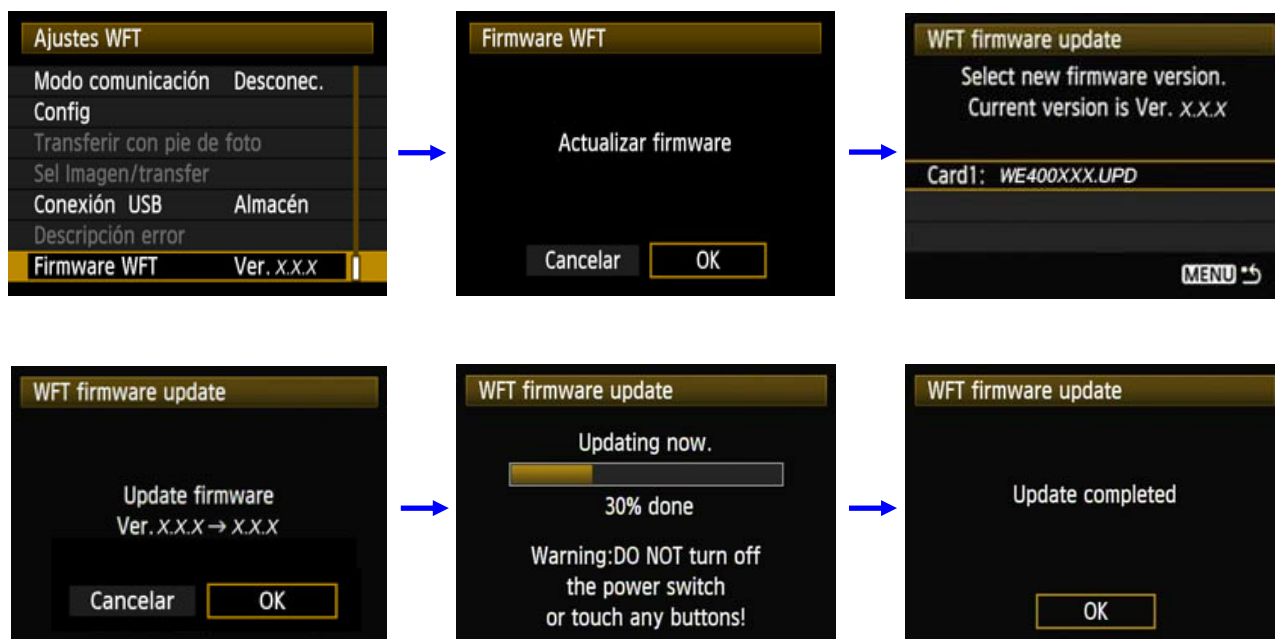 Ajustes WFT
Modo comunicación Desconec.
Config
Transferir con pie de foto
Sel Imagen/transfer
Conexión USB Almacén
Descripción error
Firmware WFT Ver. X.X.X
Firmware WFT
Actualizar firmware
Cancelar OK
WFT firmware update
Select new firmware version.
Current version is Ver. X.X.X
Card1: WE400XXX.UPD
MENU
WFT firmware update
Update firmware
Ver. X.X.X → X.X.X
Cancelar OK
WFT firmware update
Updating now.
30% done
Warning:DO NOT turn off
the power switch
or touch any buttons!
WFT firmware update
Update completed
OK